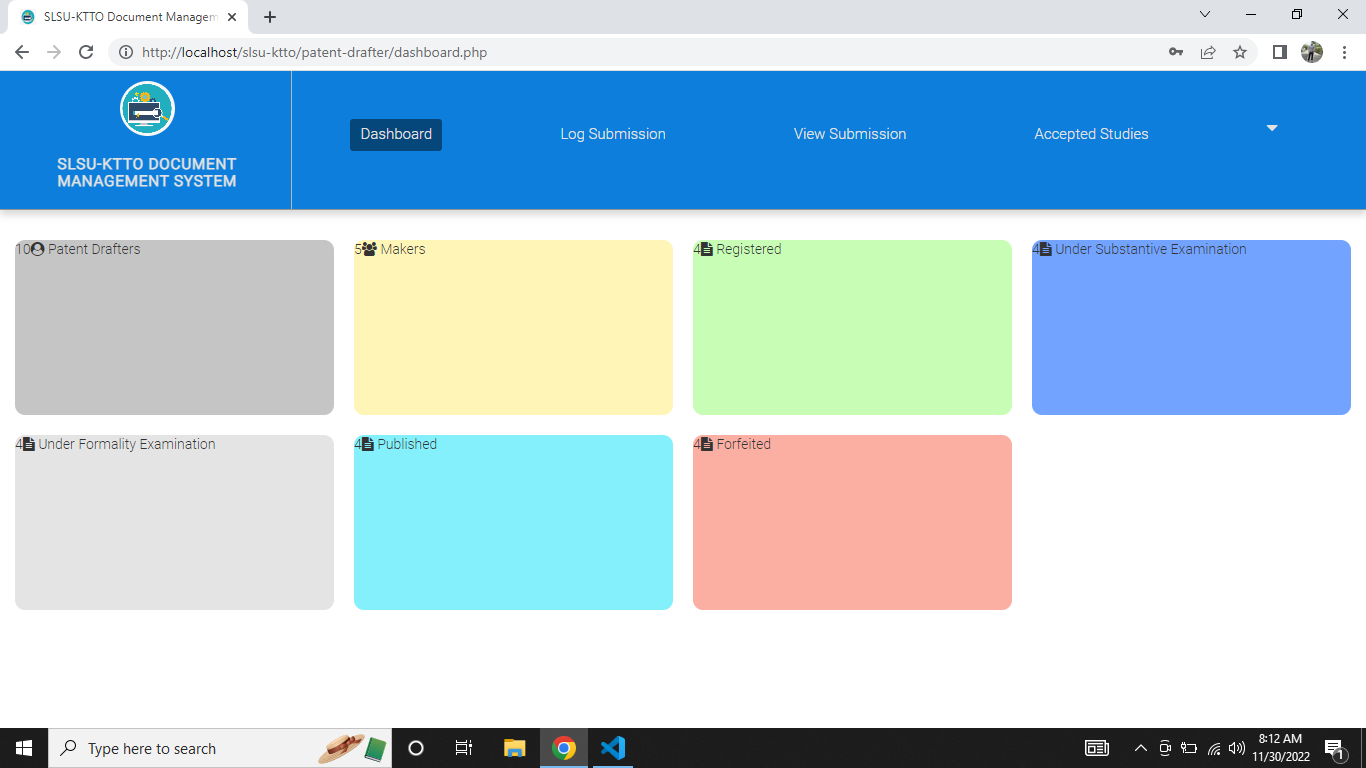 SLSU-KTTO Document Managem
http://localhost/slsu-ktto/patent-drafter/dashboard.php
SLSU-KTTO DOCUMENT
MANAGEMENT SYSTEM
Dashboard
Log Submission
View Submission
Accepted Studies
10 Patent Drafters
5 Makers
4 Registered
4 Under Substantive Examination
4 Under Formality Examination
4 Published
4 Forfeited
Type here to search
8:12 AM
11/30/2022
1